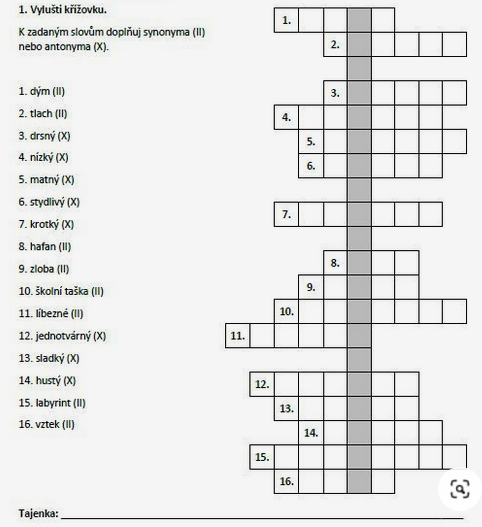 1. Vylušti křížovku.
K zadaným slovům doplňuj synonyma (II)
nebo antonyma (X).
1. dým (II)
2. tlach (II)
3. drsný (X)
4. nízký (X)
5. matný (X)
6. stydlivý (X)
7. krotký (X)
8. hafan (II)
9. zloba (II)
10. školní taška (II)
11. líbezné (II)
12. jednotvárný (X)
13. sladký (X)
14. hustý (X)
15. labyrint (II)
16. vztek (II)
1.
2.
3.
4.
5.
6.
7.
8.
9.
10.
11.
12.
13.
14.
15.
16.
Tajenka: